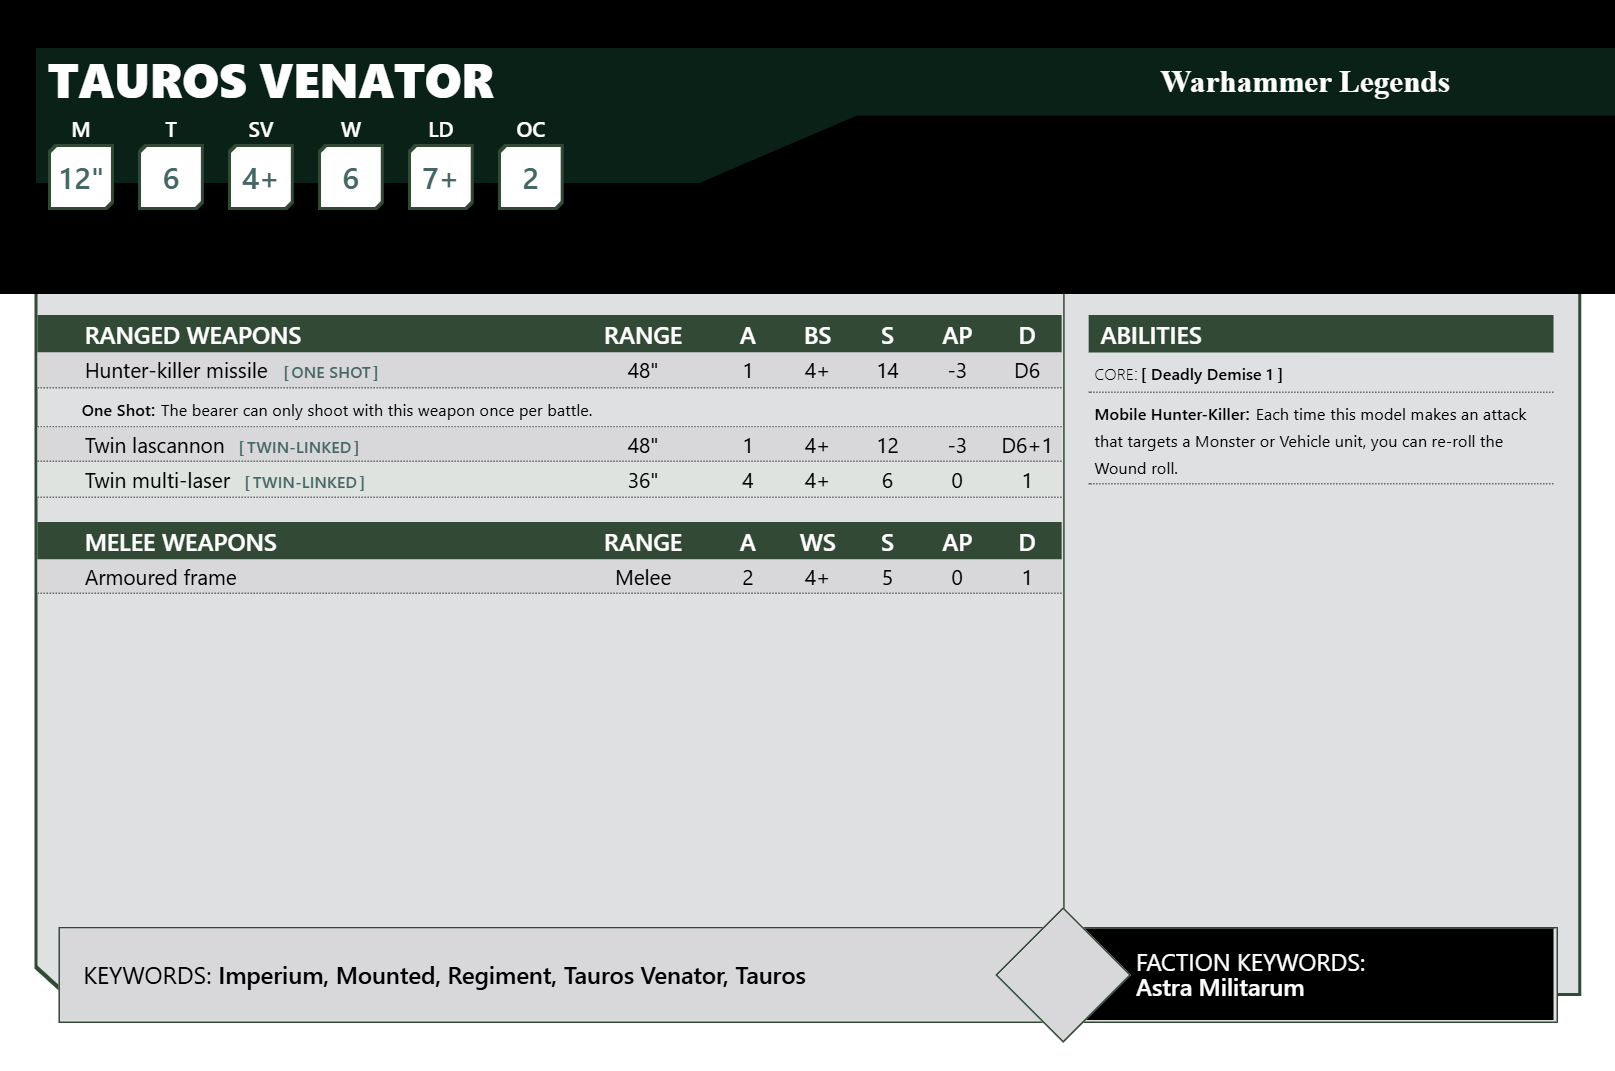 TAUROS VENATOR
Warhammer Legends
M T SV W LD OC
12" 6 4+ 6 7+ 2
RANGED WEAPONS RANGE A BS S AP D
Hunter-killer missile [ONE SHOT] 48" 1 4+ 14 -3 D6
One Shot: The bearer can only shoot with this weapon once per battle.
Twin lascannon [TWIN-LINKED] 48" 1 4+ 12 -3 D6+1
Twin multi-laser [TWIN-LINKED] 36" 4 4+ 6 0 1
MELEE WEAPONS RANGE A WS S AP D
Armoured frame Melee 2 4+ 5 0 1
ABILITIES
CORE: [ Deadly Demise 1 ]
Mobile Hunter-Killer: Each time this model makes an attack
that targets a Monster or Vehicle unit, you can re-roll the
Wound roll.
KEYWORDS: Imperium, Mounted, Regiment, Tauros Venator, Tauros
FACTION KEYWORDS:
Astra Militarum